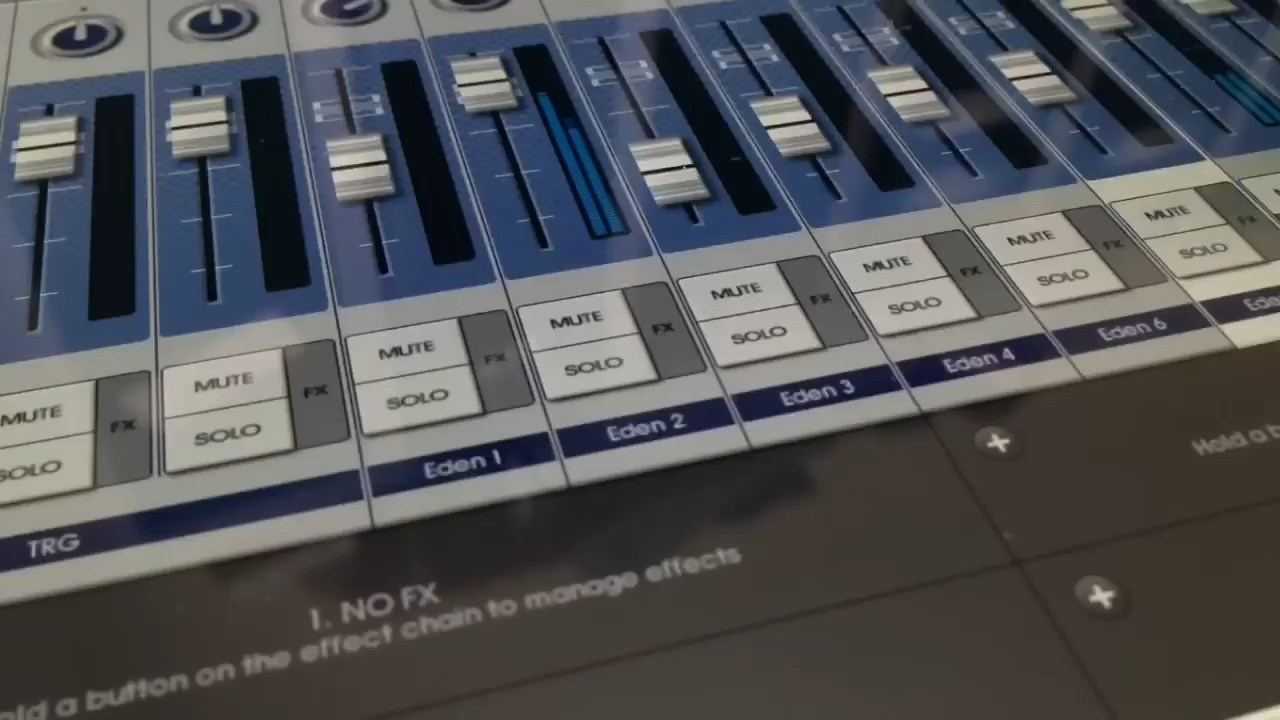 MUTE
SOLO
FX
MUTE
SOLO
FX
MUTE
SOLO
FX
MUTE
SOLO
FX
MUTE
SOLO
FX
MUTE
SOLO
FX
MUTE
SOLO
FX
MUTE
SOLO
FX
TRG
Eden 1
Eden 2
Eden 3
Eden 4
Eden 6
1. NO FX
a button on the effect chain to manage effects
Hold a